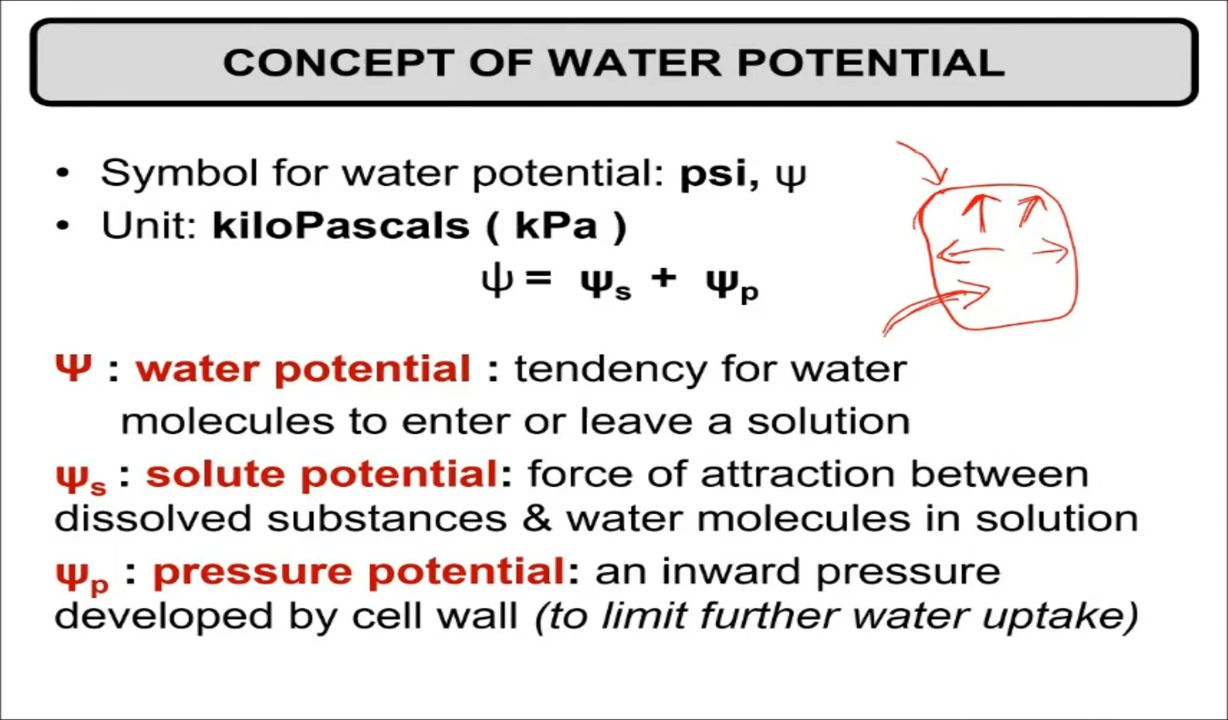 CONCEPT OF WATER POTENTIAL
• Symbol for water potential: psi, ψ
• Unit: kiloPascals ( kPa )
ψ = ψs + ψp
Ψ : water potential : tendency for water
molecules to enter or leave a solution
ψs : solute potential: force of attraction between
dissolved substances & water molecules in solution
ψp : pressure potential: an inward pressure
developed by cell wall (to limit further water uptake)